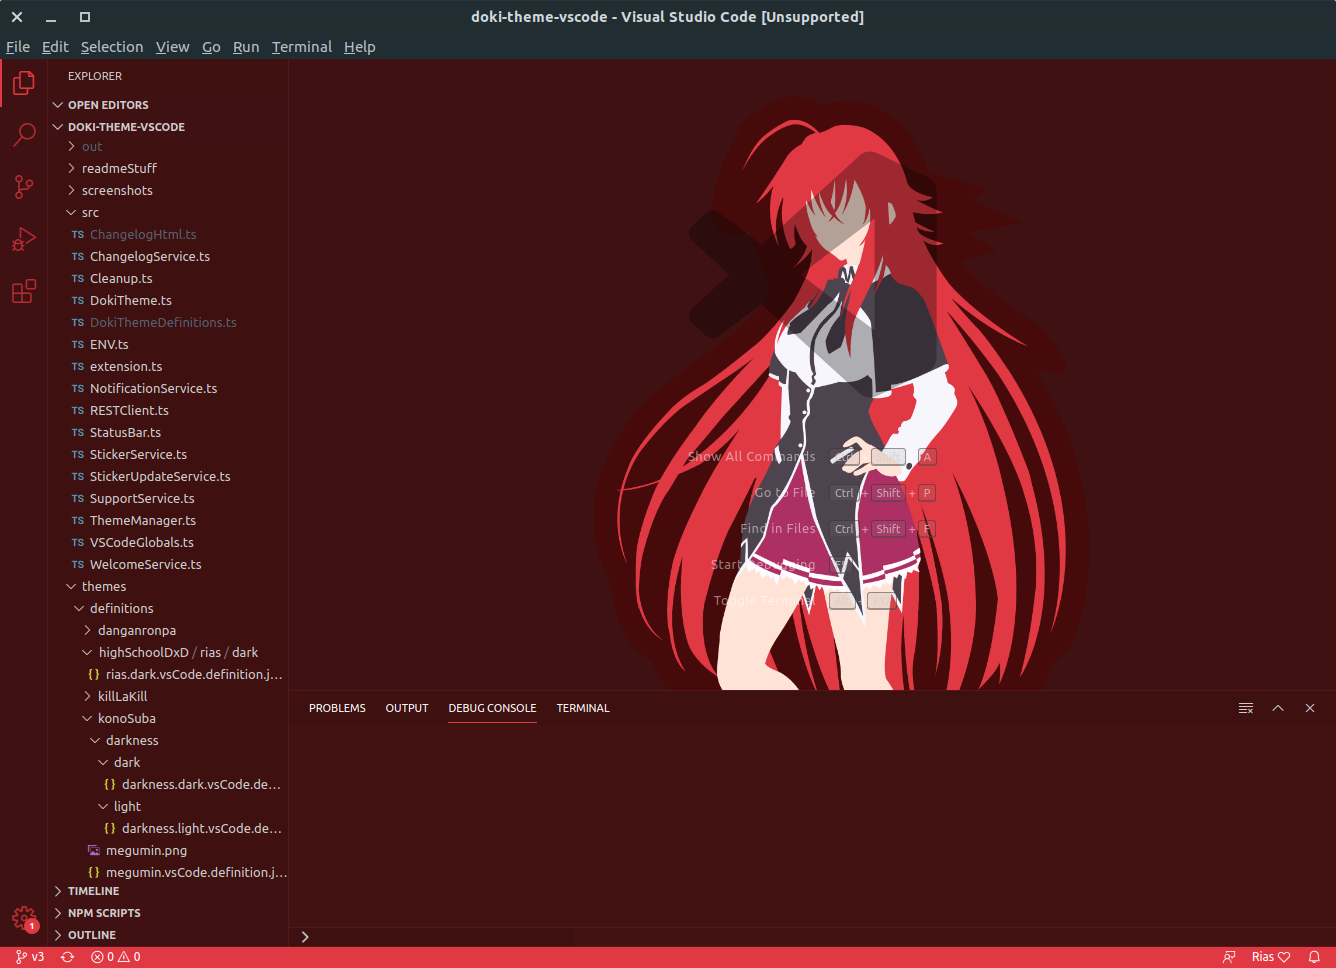 doki-theme-vscode - Visual Studio Code [Unsupported]
File Edit Selection View Go Run Terminal Help
EXPLORER
OPEN EDITORS
DOKI-THEME-VSCODE
out
readmeStuff
screenshots
src
TS ChangelogHtml.ts
TS ChangelogService.ts
TS Cleanup.ts
TS DokiTheme.ts
TS DokiThemeDefinitions.ts
TS ENV.ts
TS extension.ts
TS NotificationService.ts
TS RESTClient.ts
TS StatusBar.ts
TS StickerService.ts
TS StickerUpdateService.ts
TS SupportService.ts
TS ThemeManager.ts
TS VSCodeGlobals.ts
TS WelcomeService.ts
themes
definitions
danganronpa
highSchoolDxD / rias / dark
{} rias.dark.vsCode.definition.j...
killLaKill
konoSuba
darkness
dark
{} darkness.dark.vsCode.de...
light
{} darkness.light.vsCode.de...
megumin.png
{} megumin.vsCode.definition.j...
TIMELINE
NPM SCRIPTS
OUTLINE
1
Show All Commands Ctrl + Shift + A
Go to File Ctrl + Shift + P
Find in Files Ctrl + Shift + F
Start Debugging
Toggle Terminal
PROBLEMS OUTPUT DEBUG CONSOLE TERMINAL
v3 0 0 Rias